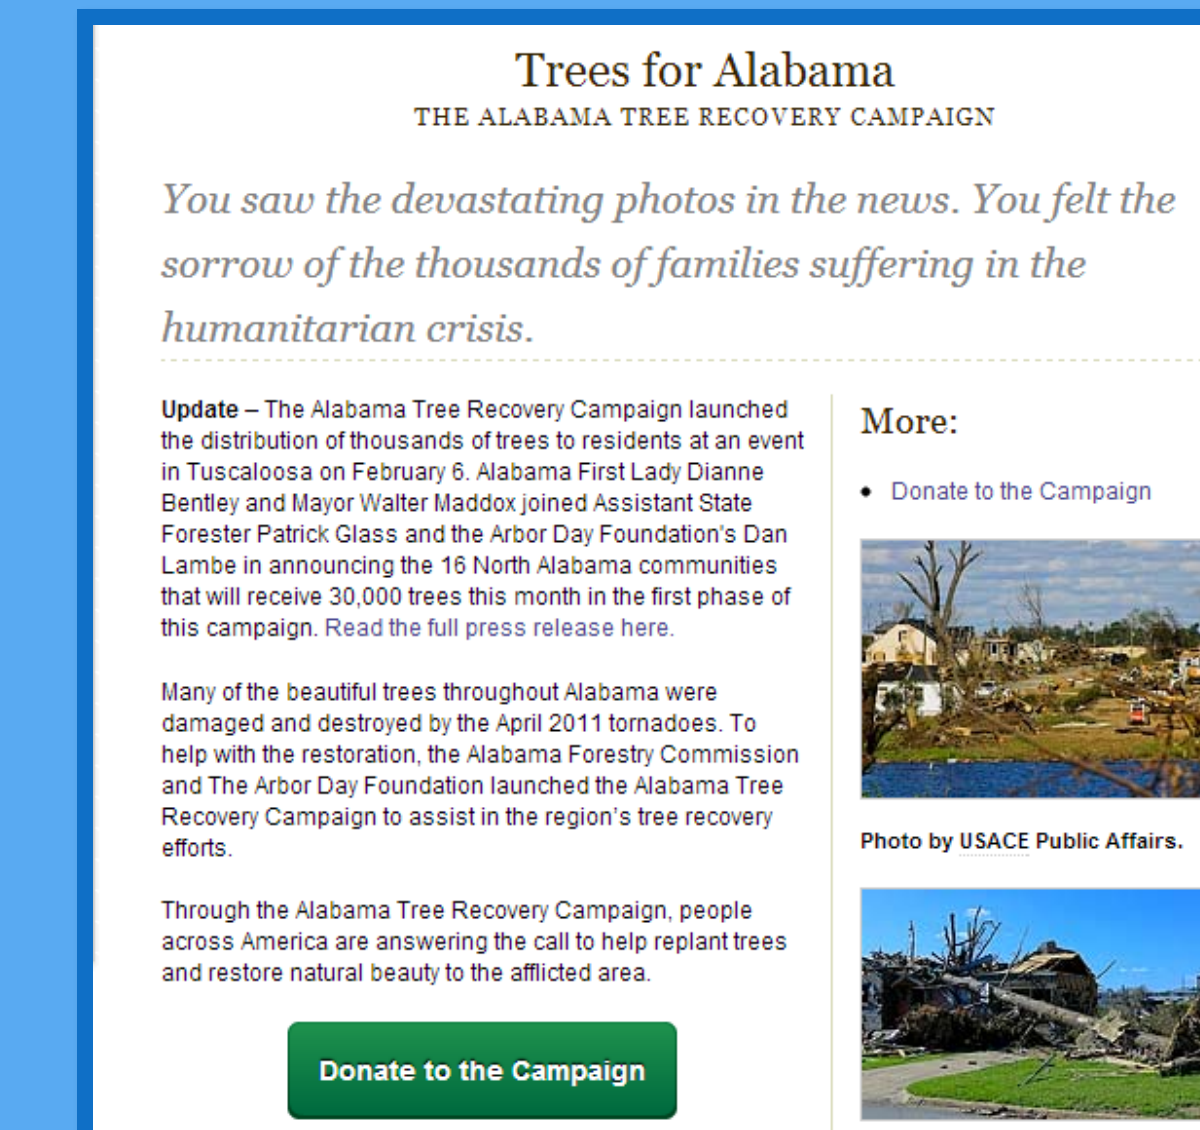 Trees for Alabama
THE ALABAMA TREE RECOVERY CAMPAIGN
You saw the devastating photos in the news. You felt the
sorrow of the thousands of families suffering in the
humanitarian crisis.
Update – The Alabama Tree Recovery Campaign launched
the distribution of thousands of trees to residents at an event
in Tuscaloosa on February 6. Alabama First Lady Dianne
Bentley and Mayor Walter Maddox joined Assistant State
Forester Patrick Glass and the Arbor Day Foundation's Dan
Lambe in announcing the 16 North Alabama communities
that will receive 30,000 trees this month in the first phase of
this campaign. Read the full press release here.
Many of the beautiful trees throughout Alabama were
damaged and destroyed by the April 2011 tornadoes. To
help with the restoration, the Alabama Forestry Commission
and The Arbor Day Foundation launched the Alabama Tree
Recovery Campaign to assist in the region’s tree recovery
efforts.
Through the Alabama Tree Recovery Campaign, people
across America are answering the call to help replant trees
and restore natural beauty to the afflicted area.
Donate to the Campaign
More:
• Donate to the Campaign
Photo by USACE Public Affairs.